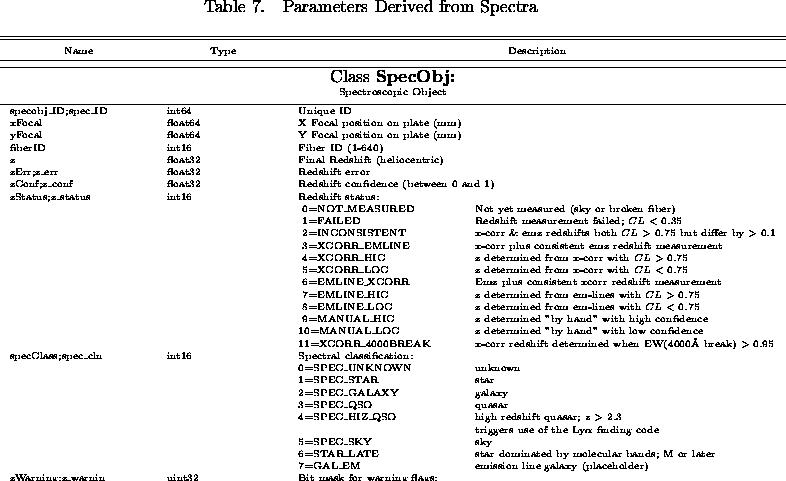 Table 7. Parameters Derived from Spectra
Name Type Description
Class SpecObj:
Spectroscopic Object
specobj_ID;spec_ID int64 Unique ID
xFocal float64 X Focal position on plate (mm)
yFocal float64 Y Focal position on plate (mm)
fiberID int16 Fiber ID (1-640)
z float32 Final Redshift (heliocentric)
zErr;z_err float32 Redshift error
zConf;z_conf float32 Redshift confidence (between 0 and 1)
zStatus;z_status int16 Redshift status:
0=NOT_MEASURED Not yet measured (sky or broken fiber)
1=FAILED Redshift measurement failed; CL < 0.35
2=INCONSISTENT x-corr & emz redshifts both CL > 0.75 but differ by > 0.1
3=XCORR_EMLINE x-corr plus consistent emz redshift measurement
4=XCORR_HIC z determined from x-corr with CL > 0.75
5=XCORR_LOC z determined from x-corr with CL < 0.75
6=EMLINE_XCORR Emz plus consistent xcorr redshift measurement
7=EMLINE_HIC z determined from em-lines with CL > 0.75
8=EMLINE_LOC z determined from em-lines with CL < 0.75
9=MANUAL_HIC z determined "by hand" with high confidence
10=MANUAL_LOC z determined "by hand" with low confidence
11=XCORR_4000BREAK x-corr redshift determined when EW(4000Å break) > 0.95
specClass;spec_cln int16 Spectral classification:
0=SPEC_UNKNOWN unknown
1=SPEC_STAR star
2=SPEC_GALAXY galaxy
3=SPEC_QSO quasar
4=SPEC_HIZ_QSO high redshift quasar; z > 2.3
triggers use of the Lyα finding code
5=SPEC_SKY sky
6=STAR_LATE star dominated by molecular bands; M or later
7=GAL_EM emission line galaxy (placeholder)
zWarning;z_warnin uint32 Bit mask for warning flags: